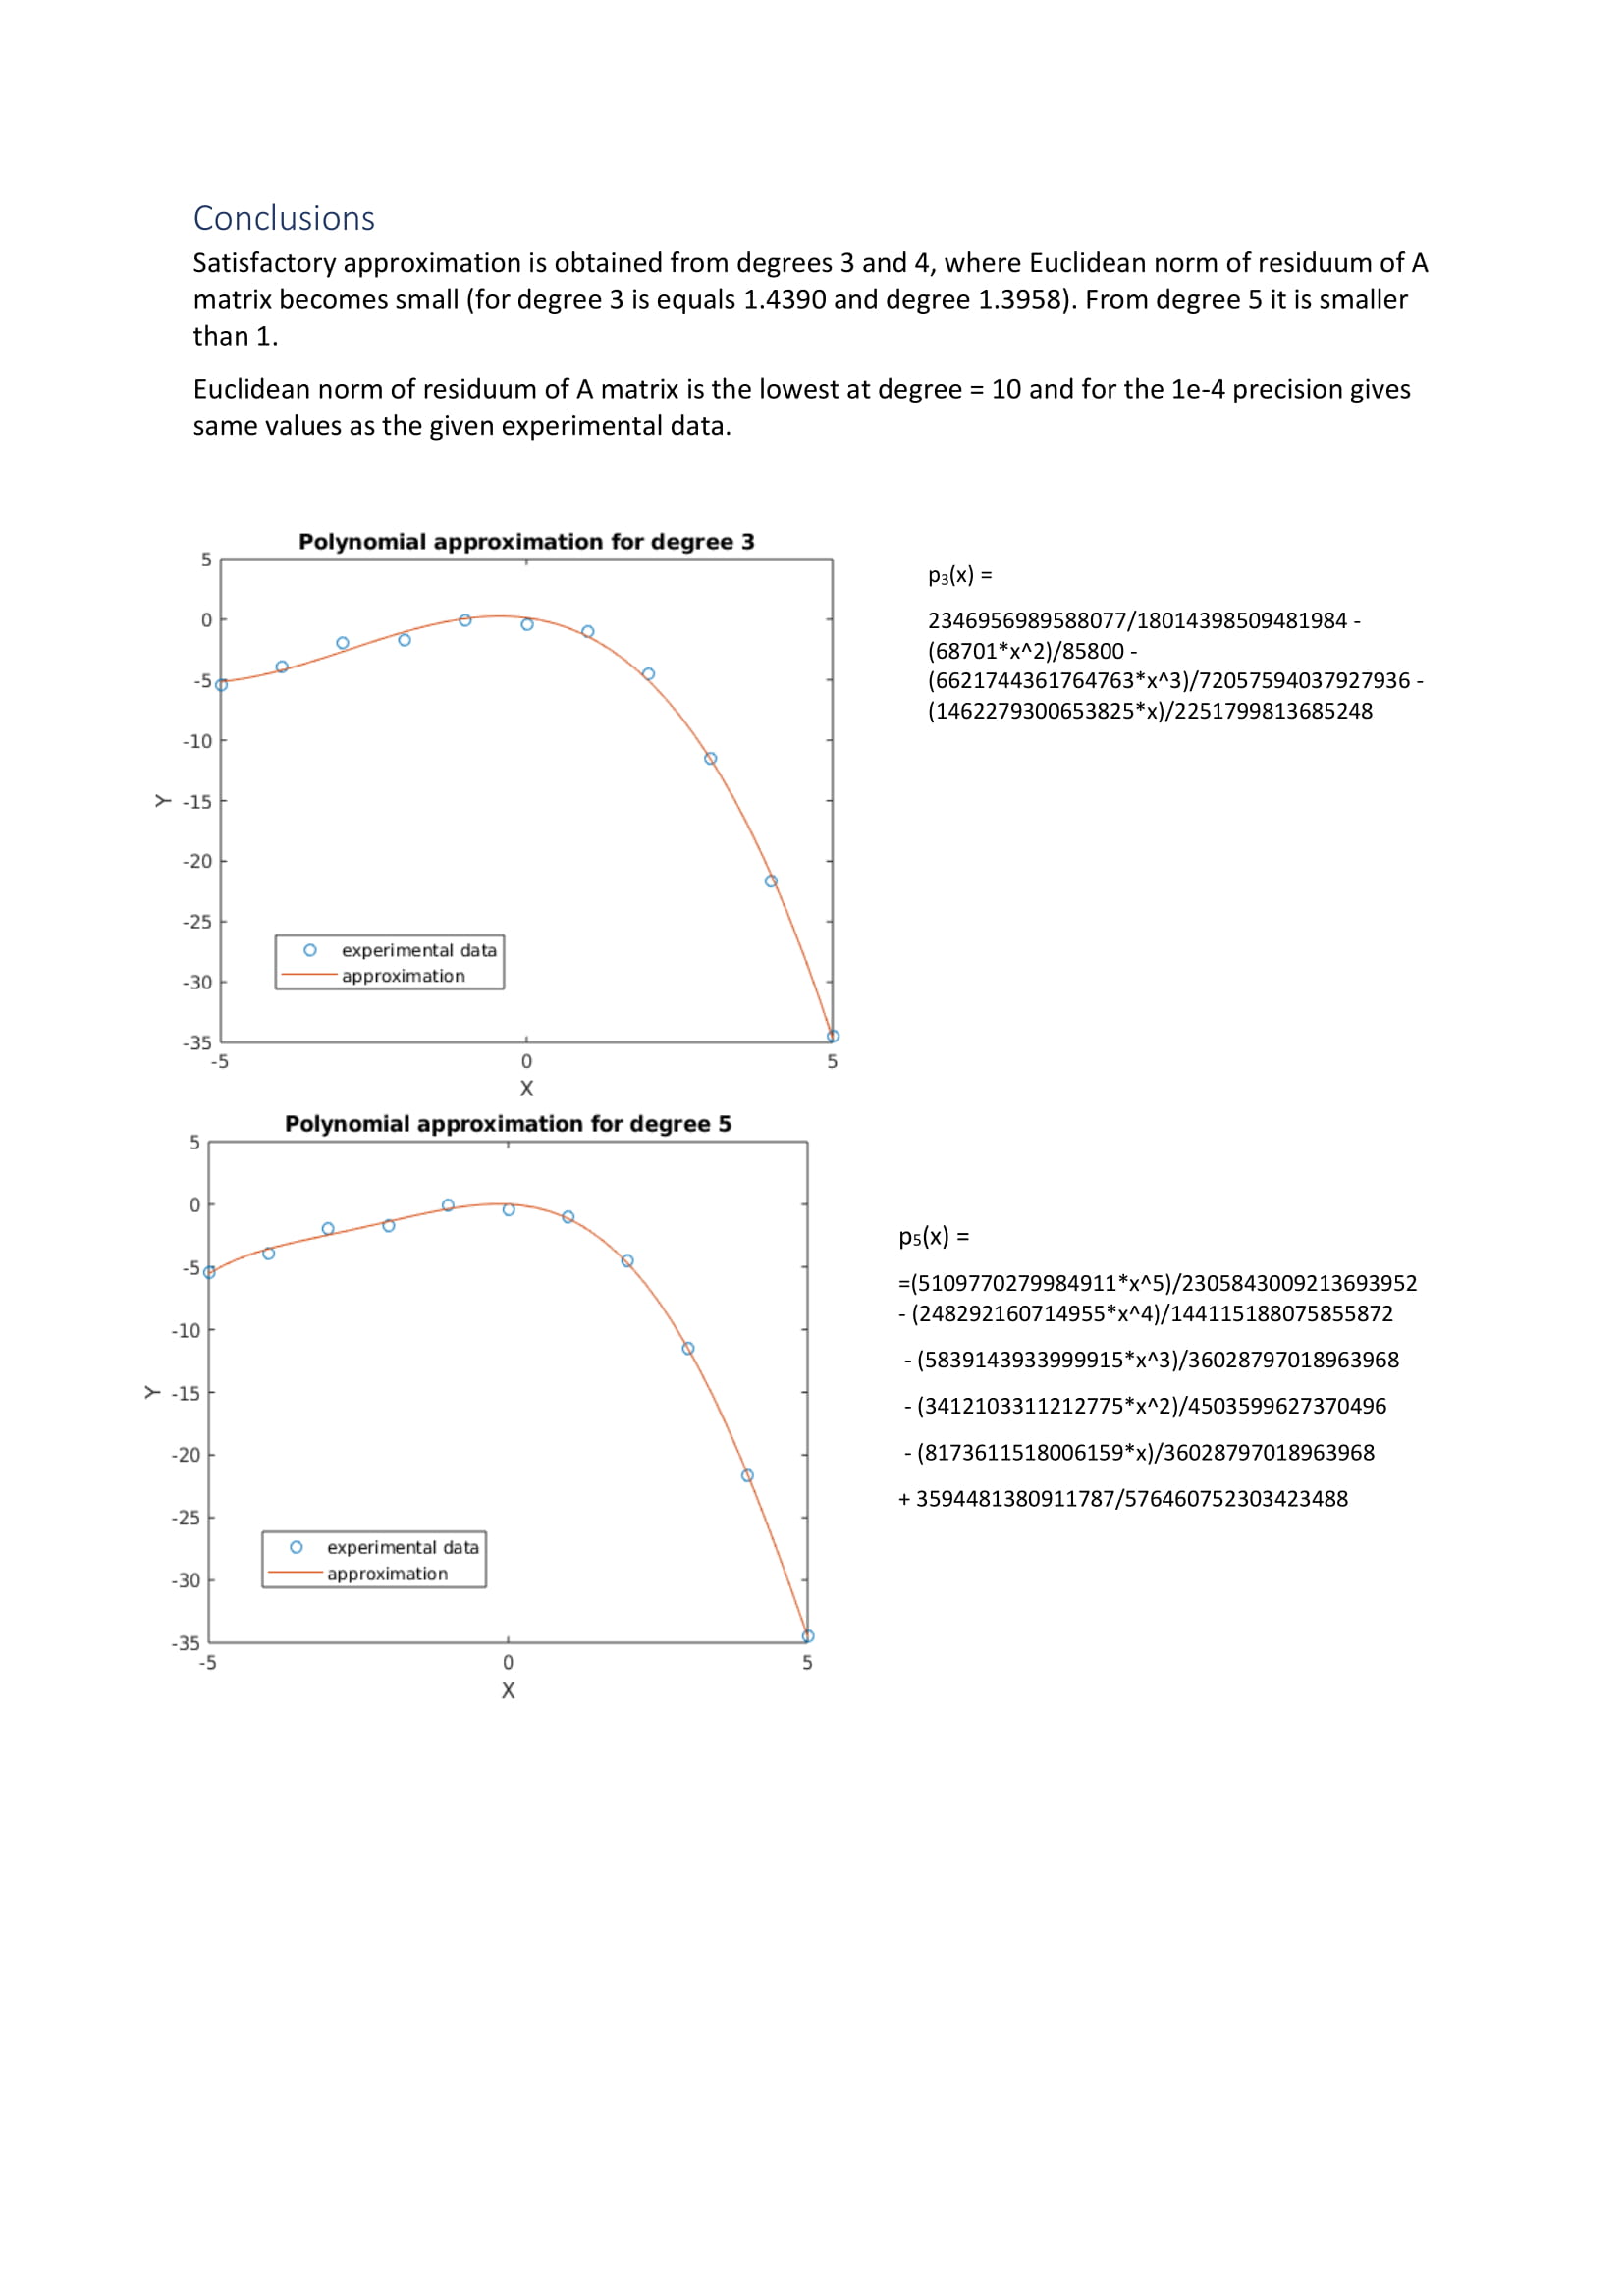 Conclusions
Satisfactory approximation is obtained from degrees 3 and 4, where Euclidean norm of residuum of A
matrix becomes small (for degree 3 is equals 1.4390 and degree 1.3958). From degree 5 it is smaller
than 1.
Euclidean norm of residuum of A matrix is the lowest at degree = 10 and for the 1e-4 precision gives
same values as the given experimental data.
Polynomial approximation for degree 3
5
0
-5
-10
-15
-20
-25
-30
-35
Y
experimental data
approximation
-5 0 5
X
p₃(x) =
2346956989588077/18014398509481984 -
(68701*x^2)/85800 -
(6621744361764763*x^3)/72057594037927936 -
(1462279300653825*x)/2251799813685248
Polynomial approximation for degree 5
5
0
-5
-10
-15
-20
-25
-30
-35
Y
experimental data
approximation
-5 0 5
X
p₅(x) =
=(5109770279984911*x^5)/2305843009213693952
- (248292160714955*x^4)/144115188075855872
- (5839143933999915*x^3)/36028797018963968
- (3412103311212775*x^2)/4503599627370496
- (8173611518006159*x)/36028797018963968
+ 3594481380911787/576460752303423488